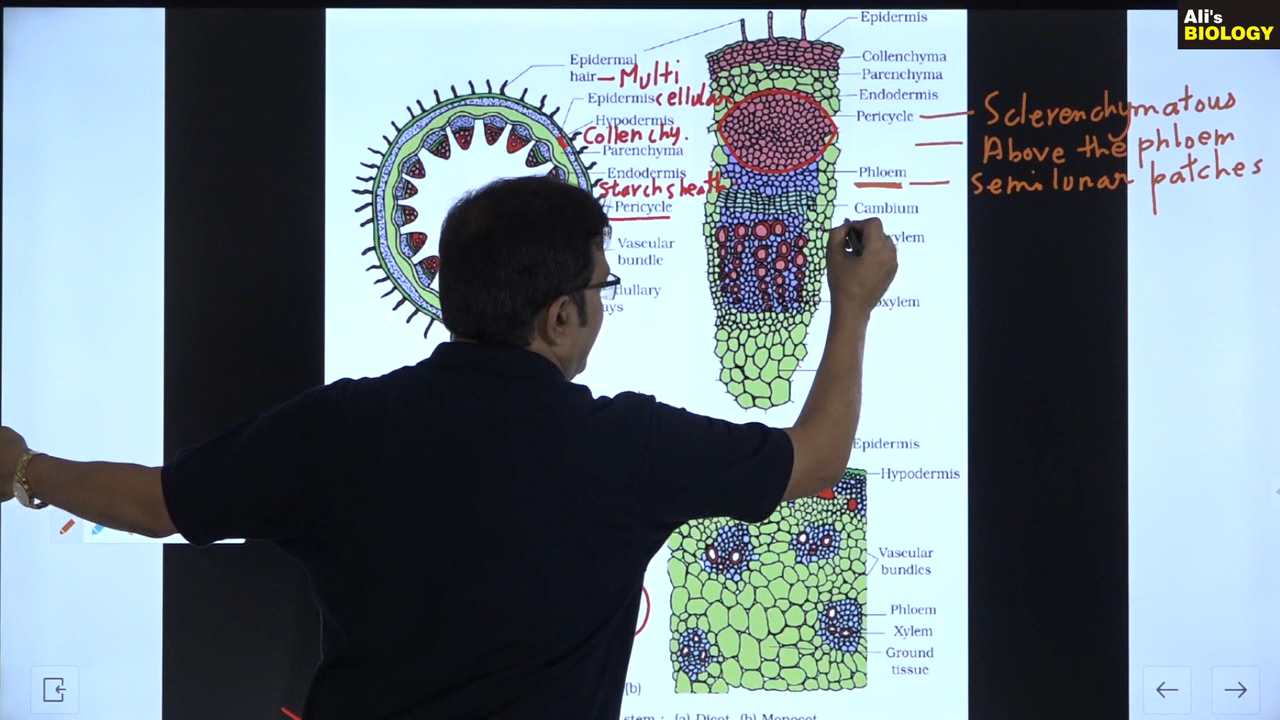 Ali's
BIOLOGY
Epidermal
hair – Multi
cellular
Epidermis
Hypodermis
Collenchy.
Parenchyma
Endodermis
Starch sheath
Pericycle
Vascular
bundle
Epidermis
Collenchyma
Parenchyma
Endodermis
Pericycle — Sclerenchymatous
— Above the phloem
Phloem — Semilunar patches
Cambium
Epidermis
Hypodermis
Vascular
bundles
Phloem
Xylem
Ground
tissue
(b)
stem : (a) Dicot (b) Monocot